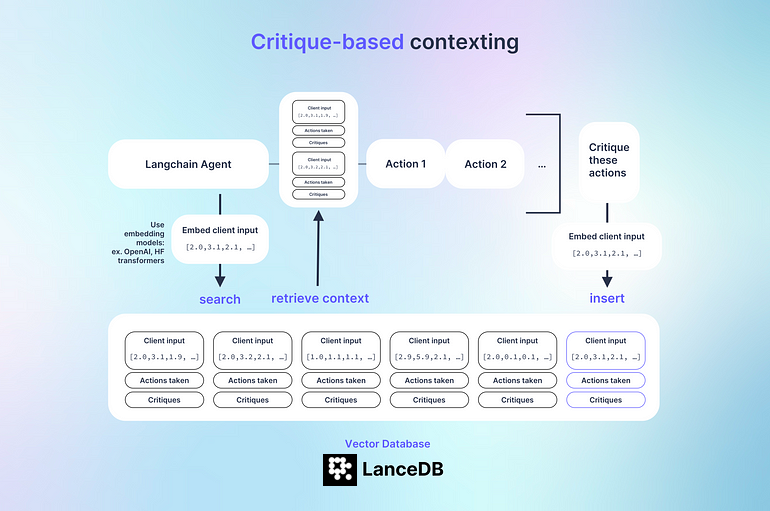 Critique-based contexting
Client input
[2.0,3.1,1.9, …]
Actions taken
Critiques
Client input
[2.0,3.2,2.1, …]
Actions taken
Critiques
Langchain Agent
Action 1
Action 2
...
Critique
these
actions
Use
embedding
models:
ex. OpenAI, HF
transformers
Embed client input
[2.0,3.1,2.1, …]
Embed client input
[2.0,3.1,2.1, …]
search
retrieve context
insert
Client input
[2.0,3.1,1.9, …]
Actions taken
Critiques
Client input
[2.0,3.2,2.1, …]
Actions taken
Critiques
Client input
[1.0,1.1,1.1, …]
Actions taken
Critiques
Client input
[2.9,5.9,2.1, …]
Actions taken
Critiques
Client input
[2.0,0.1,0.1, …]
Actions taken
Critiques
Client input
[2.0,3.1,2.1, …]
Actions taken
Critiques
Vector Database
LanceDB